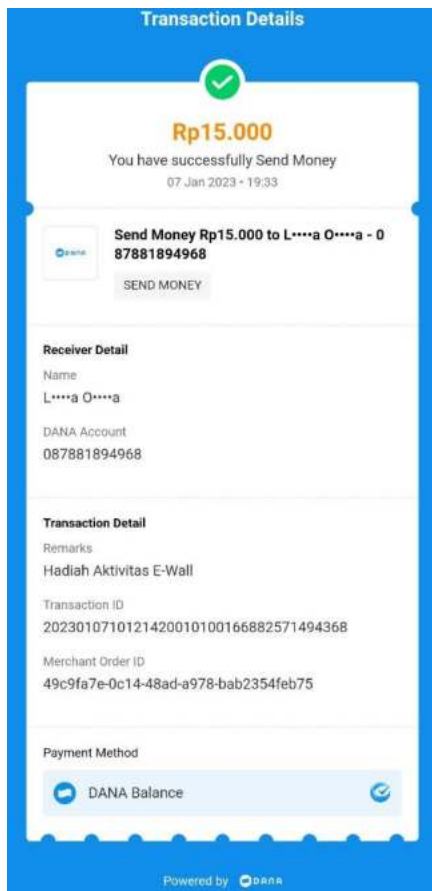 Transaction Details
Rp15.000
You have successfully Send Money
07 Jan 2023 • 19:33
DANA
Send Money Rp15.000 to L••••a O••••a - 0
87881894968
SEND MONEY
Receiver Detail
Name
L••••a O••••a
DANA Account
087881894968
Transaction Detail
Remarks
Hadiah Aktivitas E-Wall
Transaction ID
2023010710121420010100166882571494368
Merchant Order ID
49c9fa7e-0c14-48ad-a978-bab2354feb75
Payment Method
DANA Balance
Powered by DANA